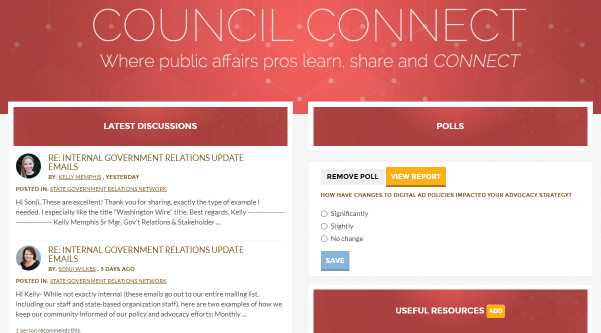 COUNCIL CONNECT
Where public affairs pros learn, share and CONNECT
LATEST DISCUSSIONS
RE: INTERNAL GOVERNMENT RELATIONS UPDATE
EMAILS
BY: KELLY MEMPHIS , YESTERDAY
POSTED IN: STATE GOVERNMENT RELATIONS NETWORK
Hi Sonji, These are excellent! Thank you for sharing, exactly the type of example I
needed. I especially like the title "Washington Wire" title. Best regards, Kelly ----------------
---------------------------- Kelly Memphis Sr Mgr, Gov't Relations & Stakeholder ...
RE: INTERNAL GOVERNMENT RELATIONS UPDATE
EMAILS
BY: SONJI WILKES , 3 DAYS AGO
POSTED IN: STATE GOVERNMENT RELATIONS NETWORK
Hi Kelly- While not exactly internal (these emails go out to our entire mailing list,
including our staff and state-based organization staff), here are two examples of how we
keep our community informed of our policy and advocacy efforts: Monthly ...
1 person recommends this.
POLLS
REMOVE POLL VIEW REPORT
HOW HAVE CHANGES TO DIGITAL AD POLICIES IMPACTED YOUR ADVOCACY STRATEGY?
Significantly
Slightly
No change
SAVE
USEFUL RESOURCES ADD